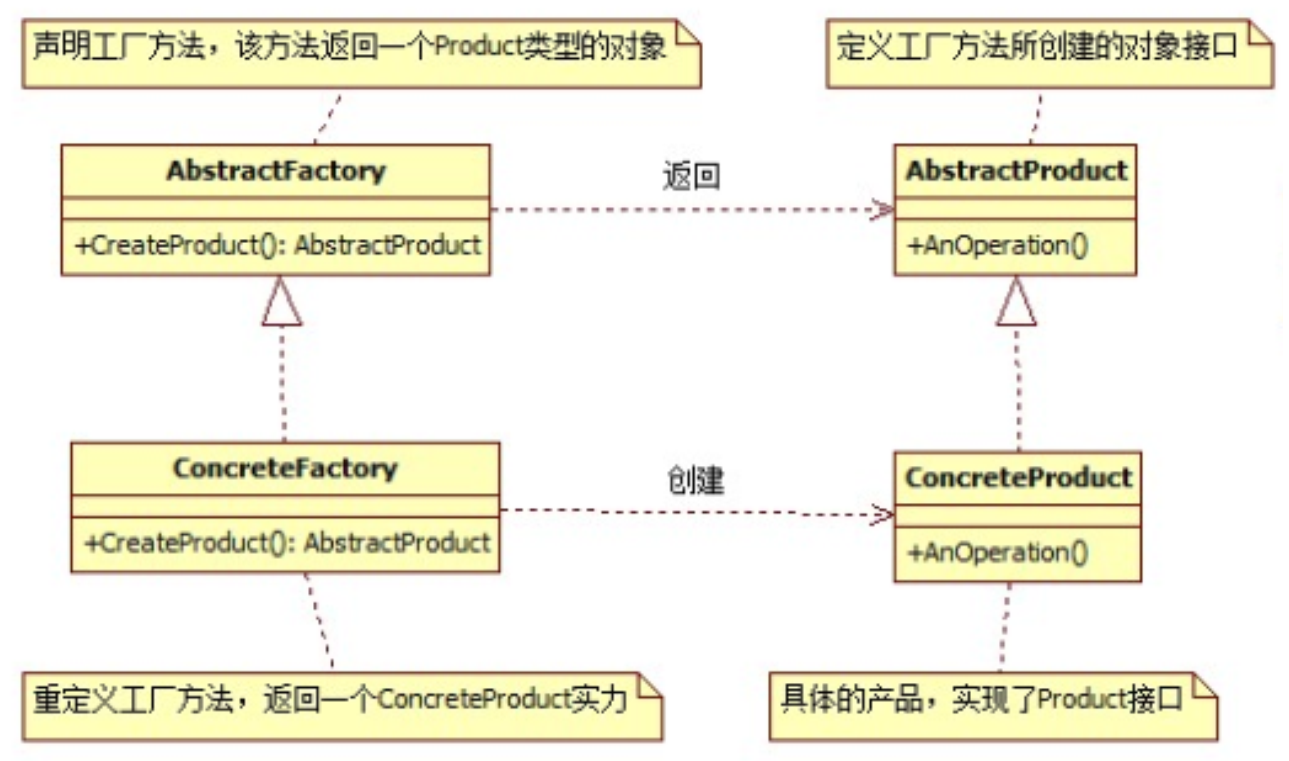 声明工厂方法，该方法返回一个Product类型的对象
定义工厂方法所创建的对象接口
AbstractFactory
+CreateProduct(): AbstractProduct
返回
AbstractProduct
+AnOperation()
ConcreteFactory
+CreateProduct(): AbstractProduct
创建
ConcreteProduct
+AnOperation()
重定义工厂方法，返回一个ConcreteProduct实力
具体的产品，实现了Product接口